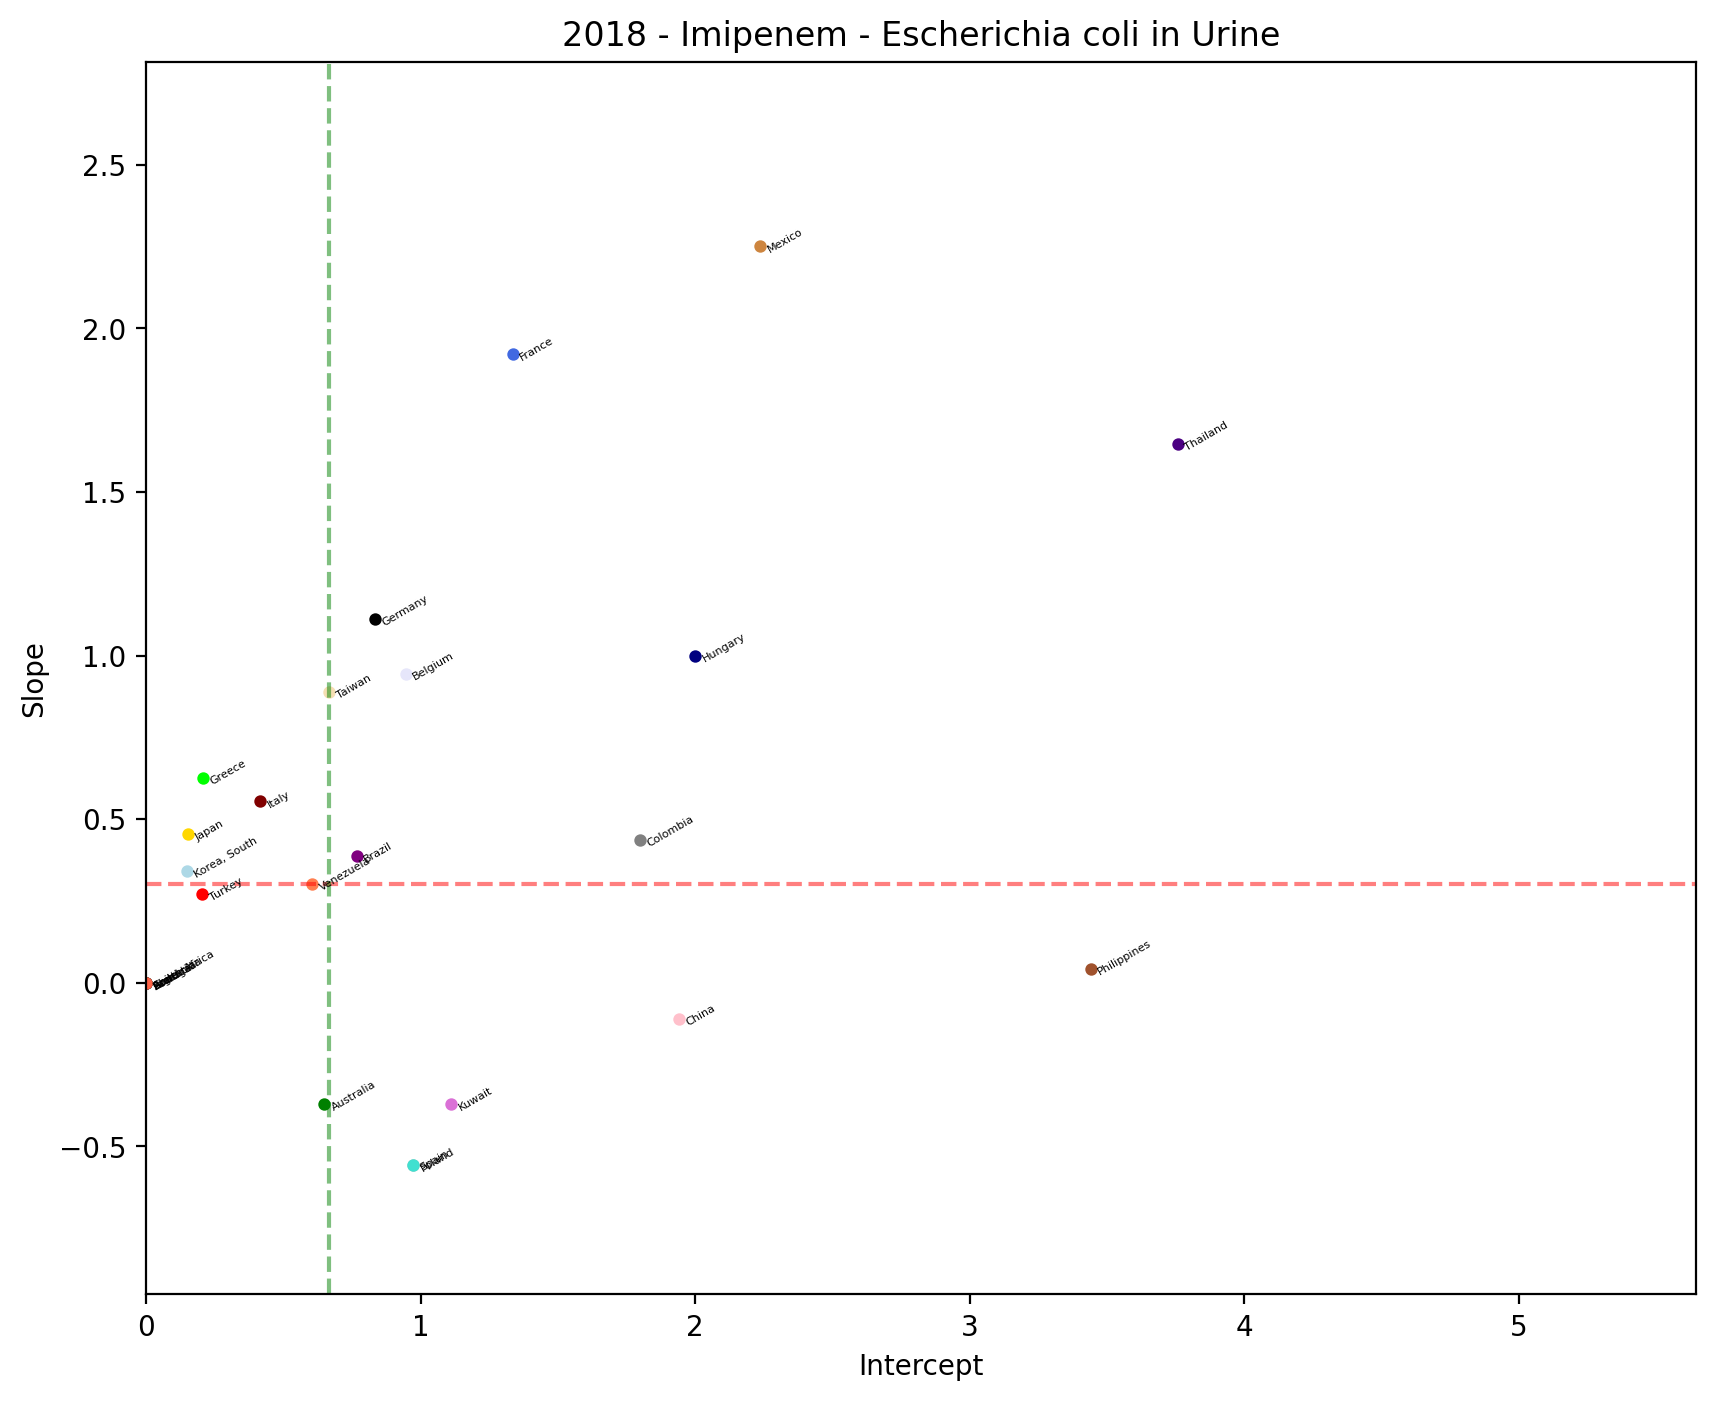 2018 - Imipenem - Escherichia coli in Urine
2.5
Mexico
2.0
France
Thailand
1.5
Germany
Hungary
1.0
Belgium
Taiwan
Greece
Italy
0.5
Japan
Colombia
Korea, South
Brazil
Venezuela
Turkey
Philippines
0.0
China
Australia
Kuwait
−0.5
Spain
Slope
0
1
2
3
4
5
Intercept